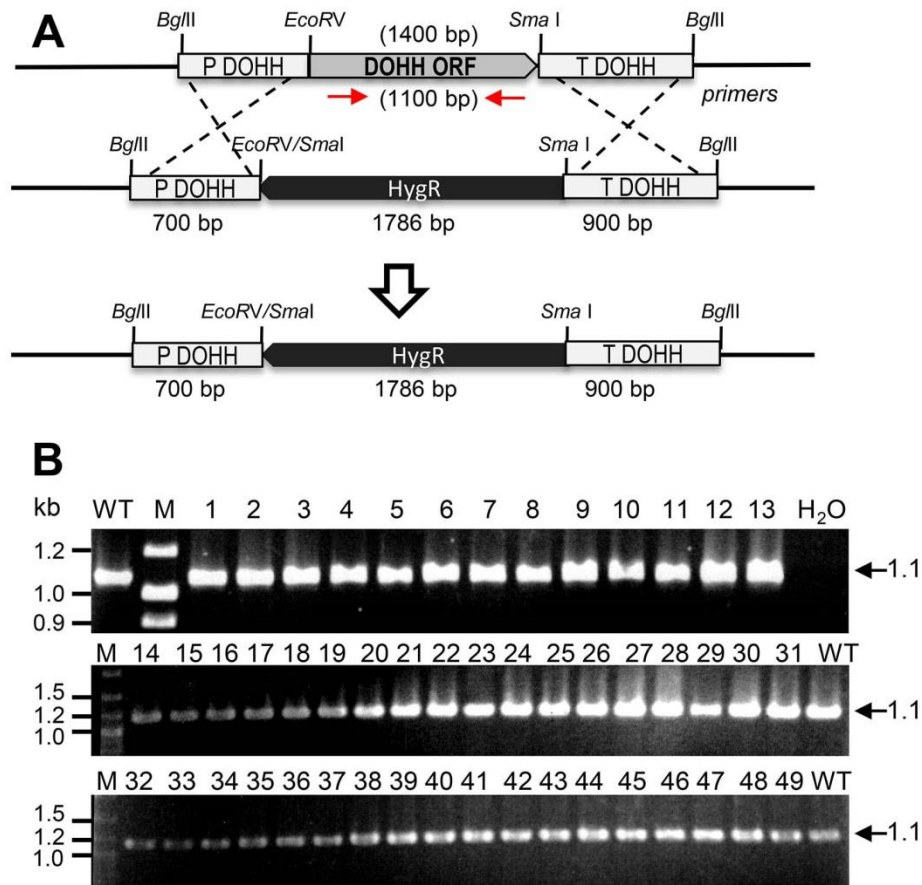 A
BglII EcoRV Sma I BglII
(1400 bp)
P DOHH DOHH ORF T DOHH
(1100 bp) primers
BglII EcoRV/SmaI Sma I BglII
P DOHH HygR T DOHH
700 bp 1786 bp 900 bp
BglII EcoRV/SmaI Sma I BglII
P DOHH HygR T DOHH
700 bp 1786 bp 900 bp
B
kb WT M 1 2 3 4 5 6 7 8 9 10 11 12 13 H₂O
1.2
1.1
1.0
0.9
M 14 15 16 17 18 19 20 21 22 23 24 25 26 27 28 29 30 31 WT
1.5
1.2 1.1
1.0
M 32 33 34 35 36 37 38 39 40 41 42 43 44 45 46 47 48 49 WT
1.5
1.2 1.1
1.0